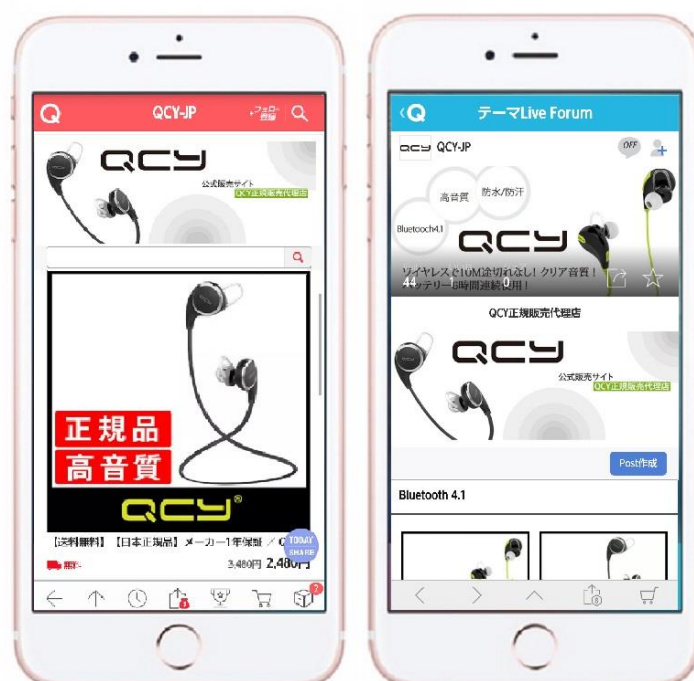 QCY-JP
+フォロー
登録
QCY
公式販売サイト
QCY正規販売代理店
正規品
高音質
QCY®
【送料無料】【日本正規品】メーカー1年保証／Q
TODAY
SHARE
無料
3,480円 2,480円
2
テーマLive Forum
QCY QCY-JP
OFF
高音質
防水/防汗
Bluetooch4.1
QCY
ワイヤレスで10M途切れなし！クリア音質！
バッテリー6時間連続使用！
44
0
QCY正規販売代理店
QCY
公式販売サイト
QCY正規販売代理店
Post作成
Bluetooth 4.1